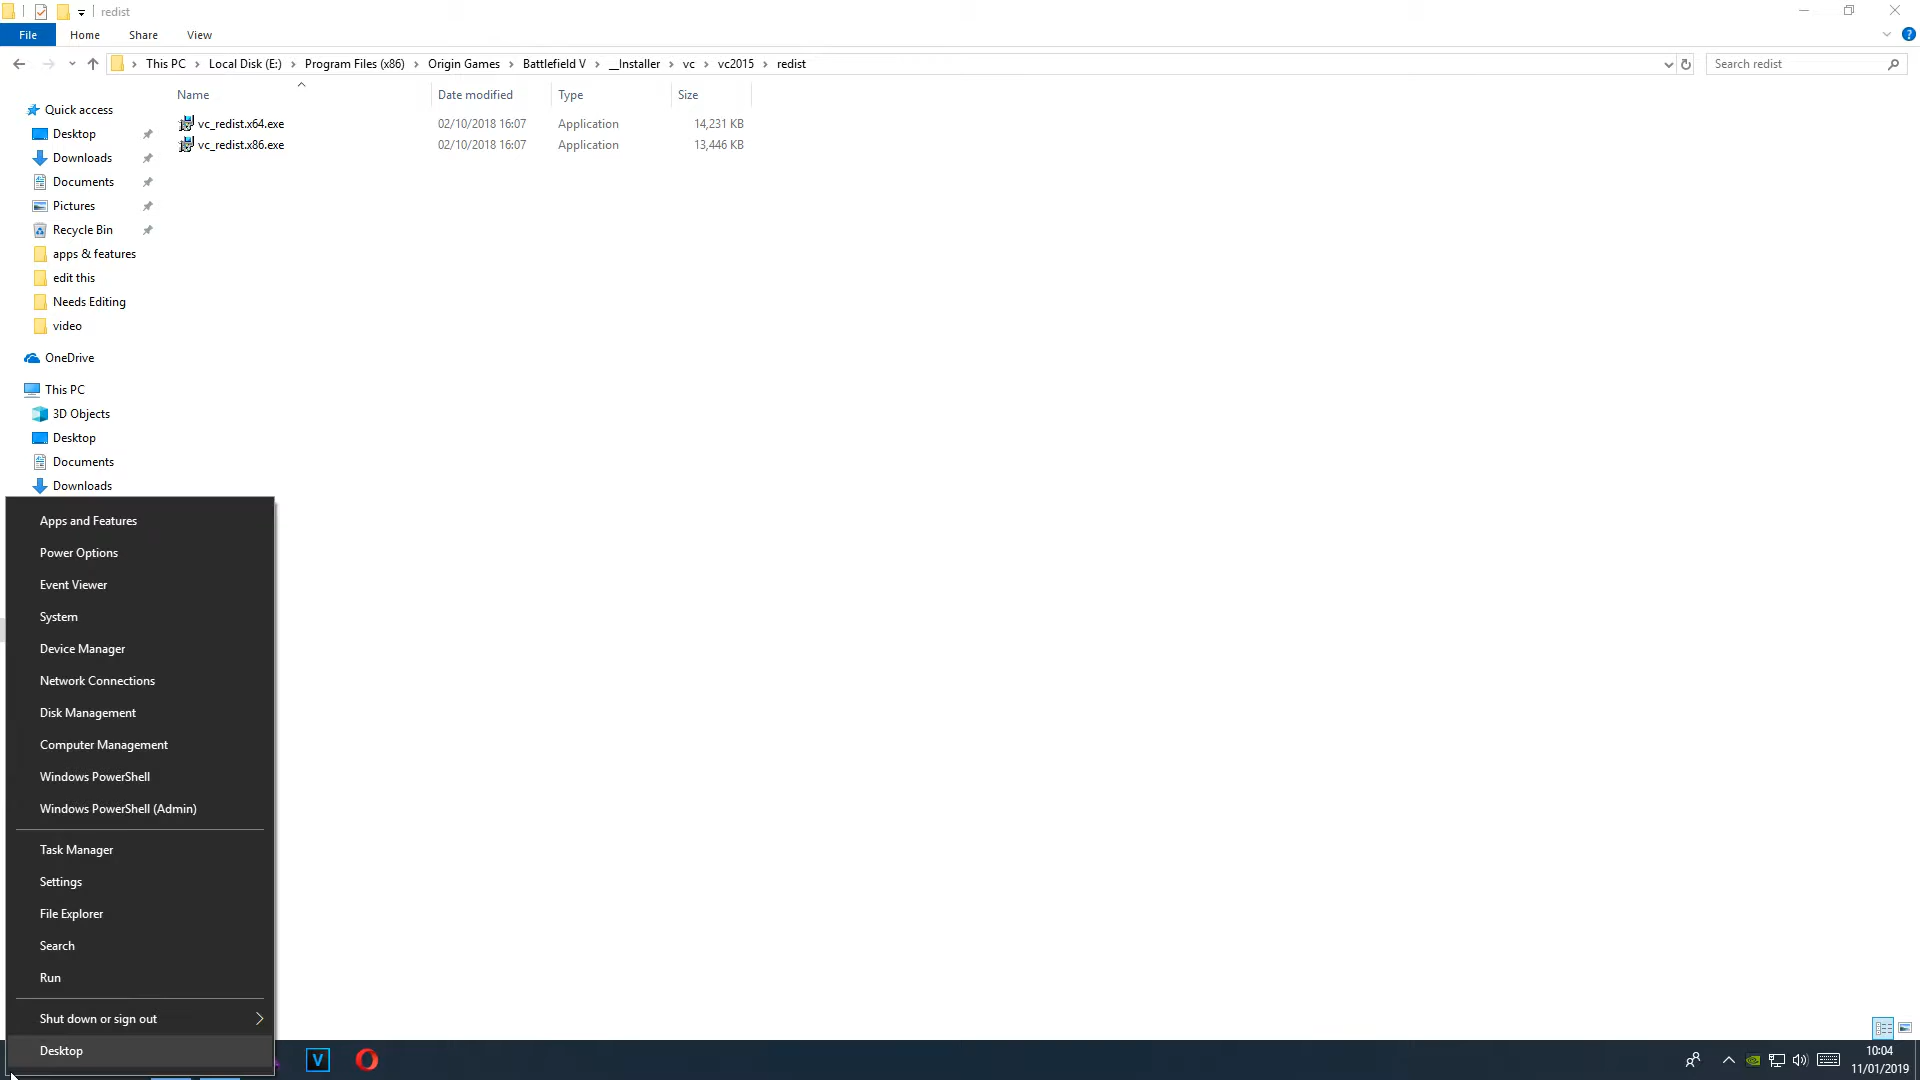 redist
File Home Share View
This PC Local Disk (E:) Program Files (x86) Origin Games Battlefield V __Installer vc vc2015 redist Search redist
Name Date modified Type Size
vc_redist.x64.exe 02/10/2018 16:07 Application 14,231 KB
vc_redist.x86.exe 02/10/2018 16:07 Application 13,446 KB
Quick access
Desktop
Downloads
Documents
Pictures
Recycle Bin
apps & features
edit this
Needs Editing
video
OneDrive
This PC
3D Objects
Desktop
Documents
Downloads
Apps and Features
Power Options
Event Viewer
System
Device Manager
Network Connections
Disk Management
Computer Management
Windows PowerShell
Windows PowerShell (Admin)
Task Manager
Settings
File Explorer
Search
Run
Shut down or sign out
Desktop
V
10:04
11/01/2019